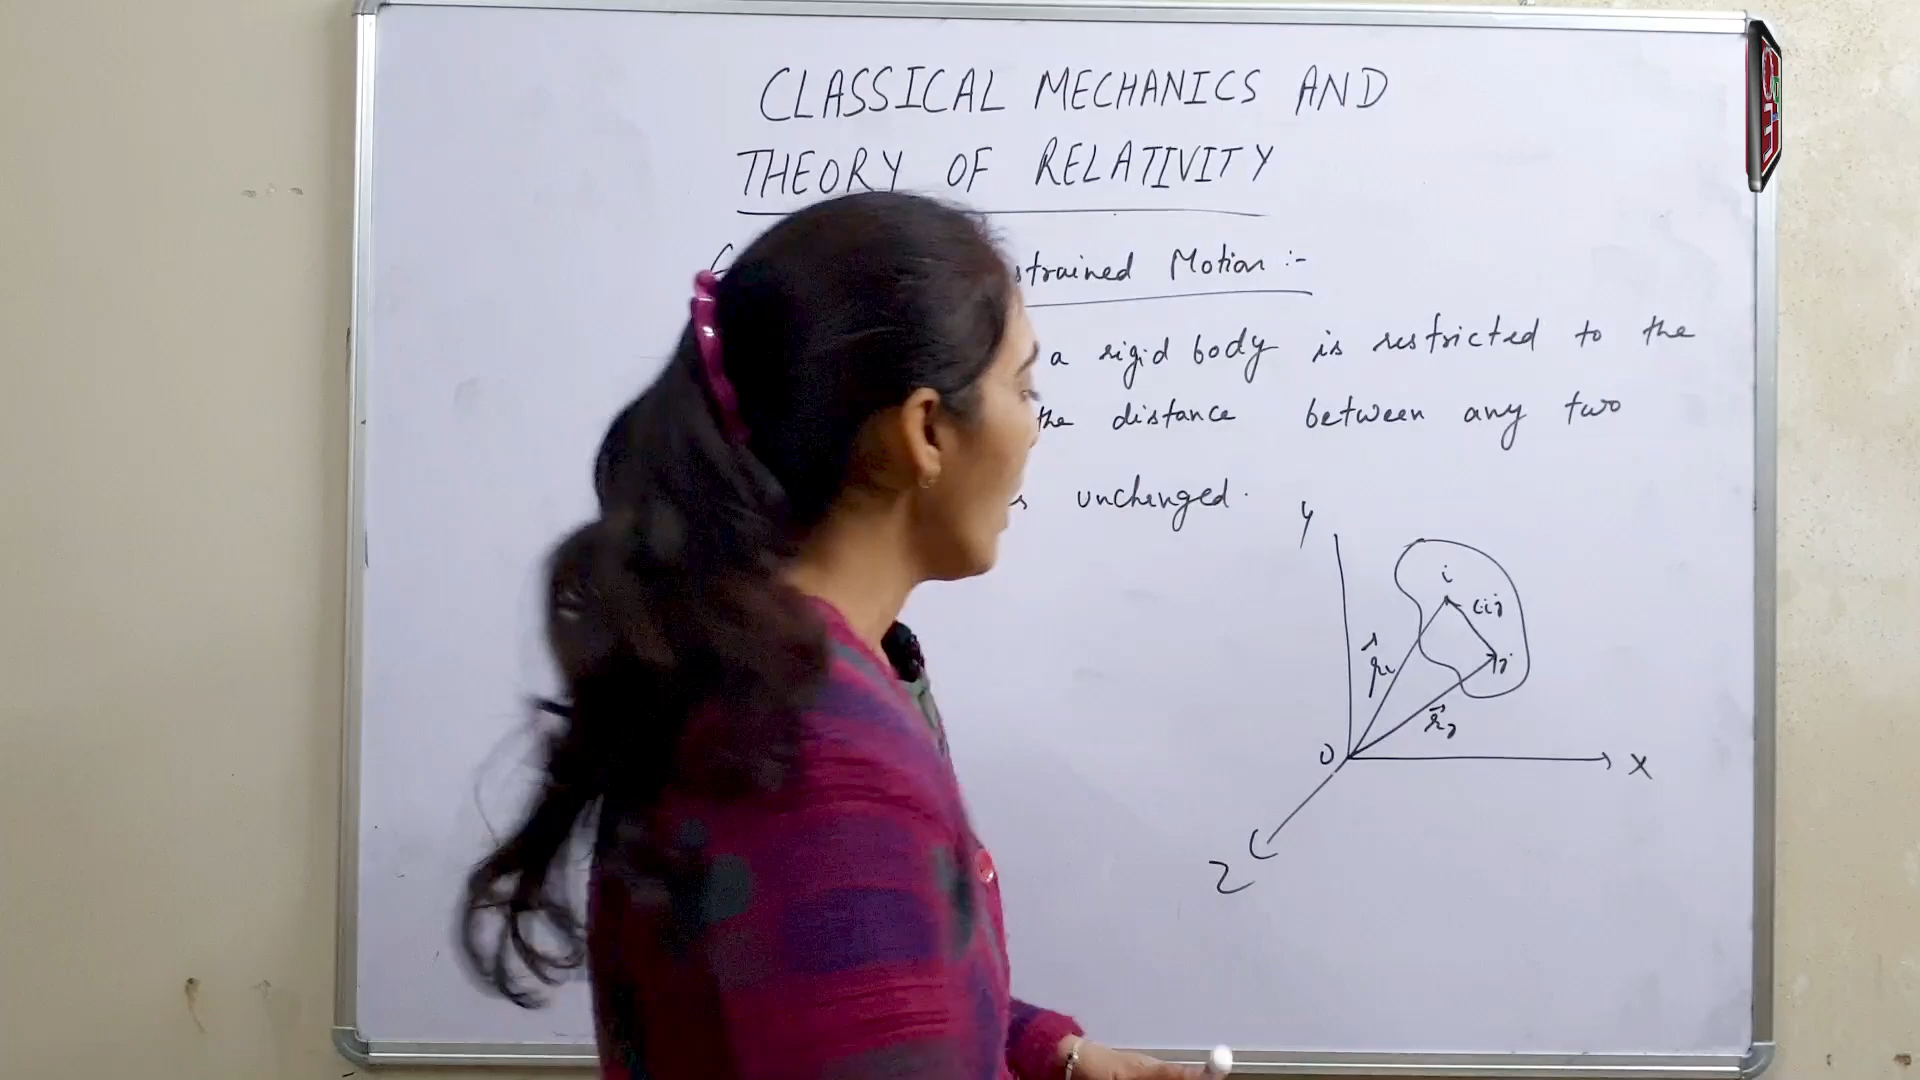 CLASSICAL MECHANICS AND
THEORY OF RELATIVITY
strained Motion :-
a rigid body is restricted to the
the distance between any two
s unchanged.
Y
i
j
O
X
Z